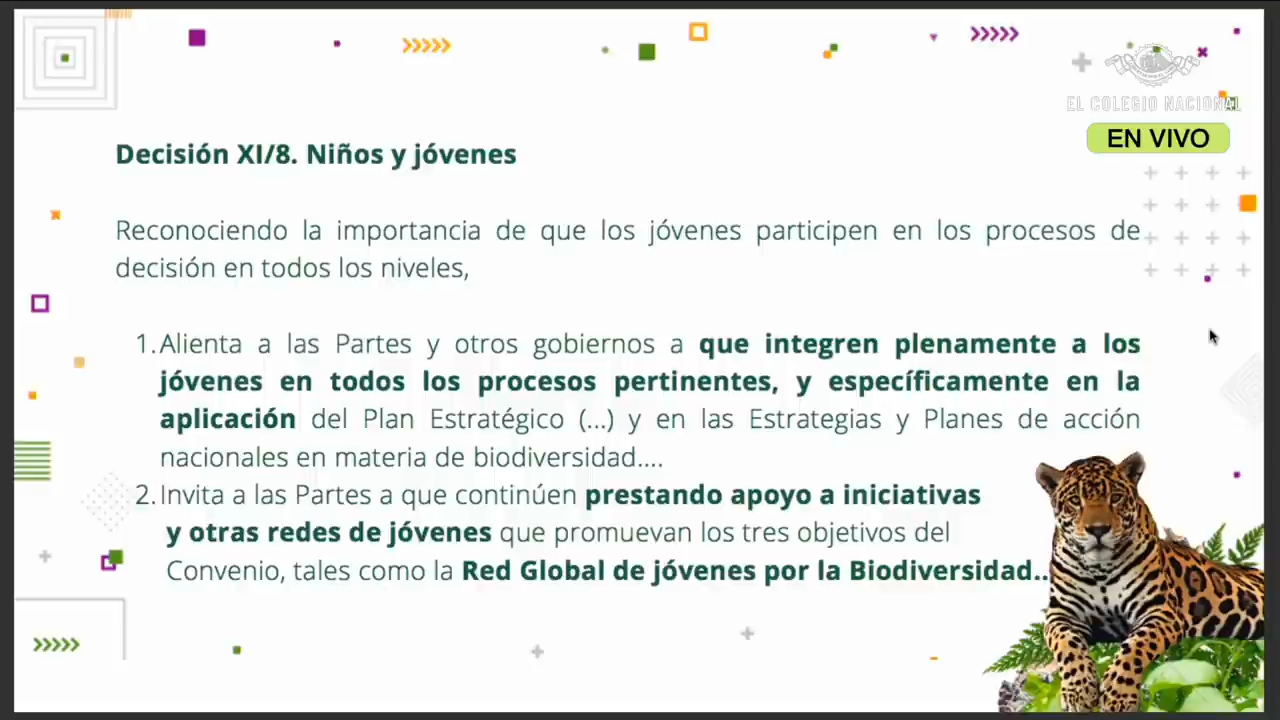 EL COLEGIO NACIONAL
EN VIVO
Decisión XI/8. Niños y jóvenes
Reconociendo la importancia de que los jóvenes participen en los procesos de
decisión en todos los niveles,
1. Alienta a las Partes y otros gobiernos a que integren plenamente a los
jóvenes en todos los procesos pertinentes, y específicamente en la
aplicación del Plan Estratégico (...) y en las Estrategias y Planes de acción
nacionales en materia de biodiversidad....
2. Invita a las Partes a que continúen prestando apoyo a iniciativas
y otras redes de jóvenes que promuevan los tres objetivos del
Convenio, tales como la Red Global de jóvenes por la Biodiversidad..